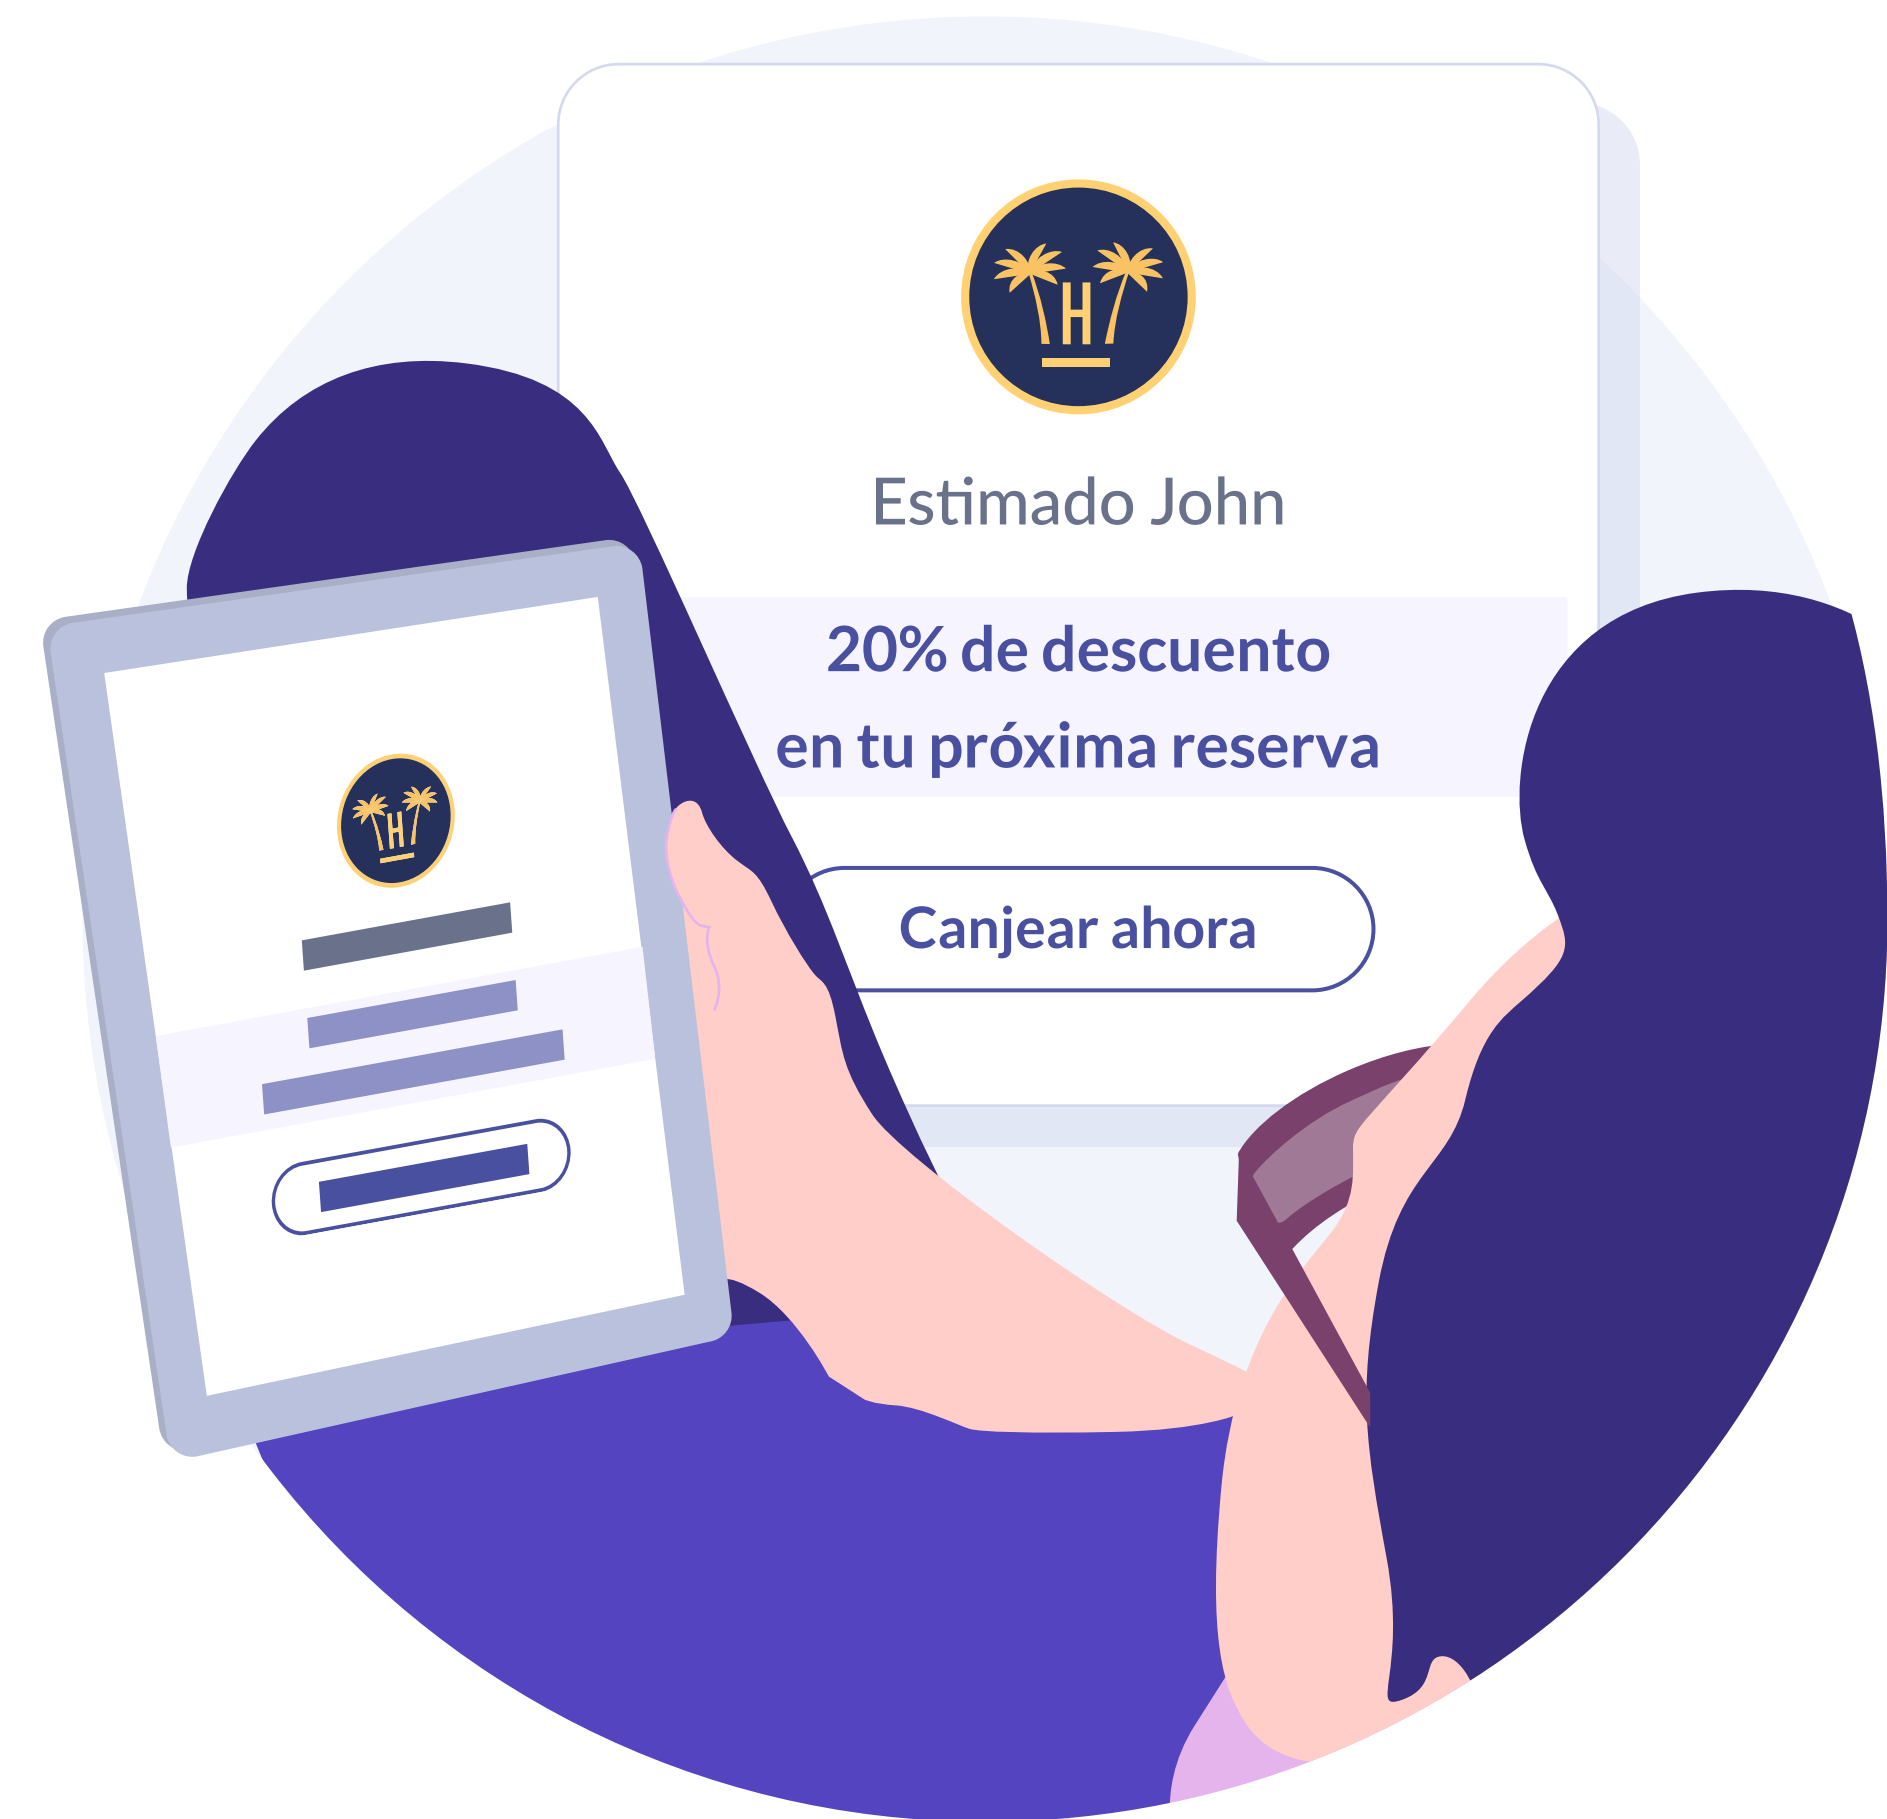 H
Estimado John
20% de descuento
en tu próxima reserva
Canjear ahora
H